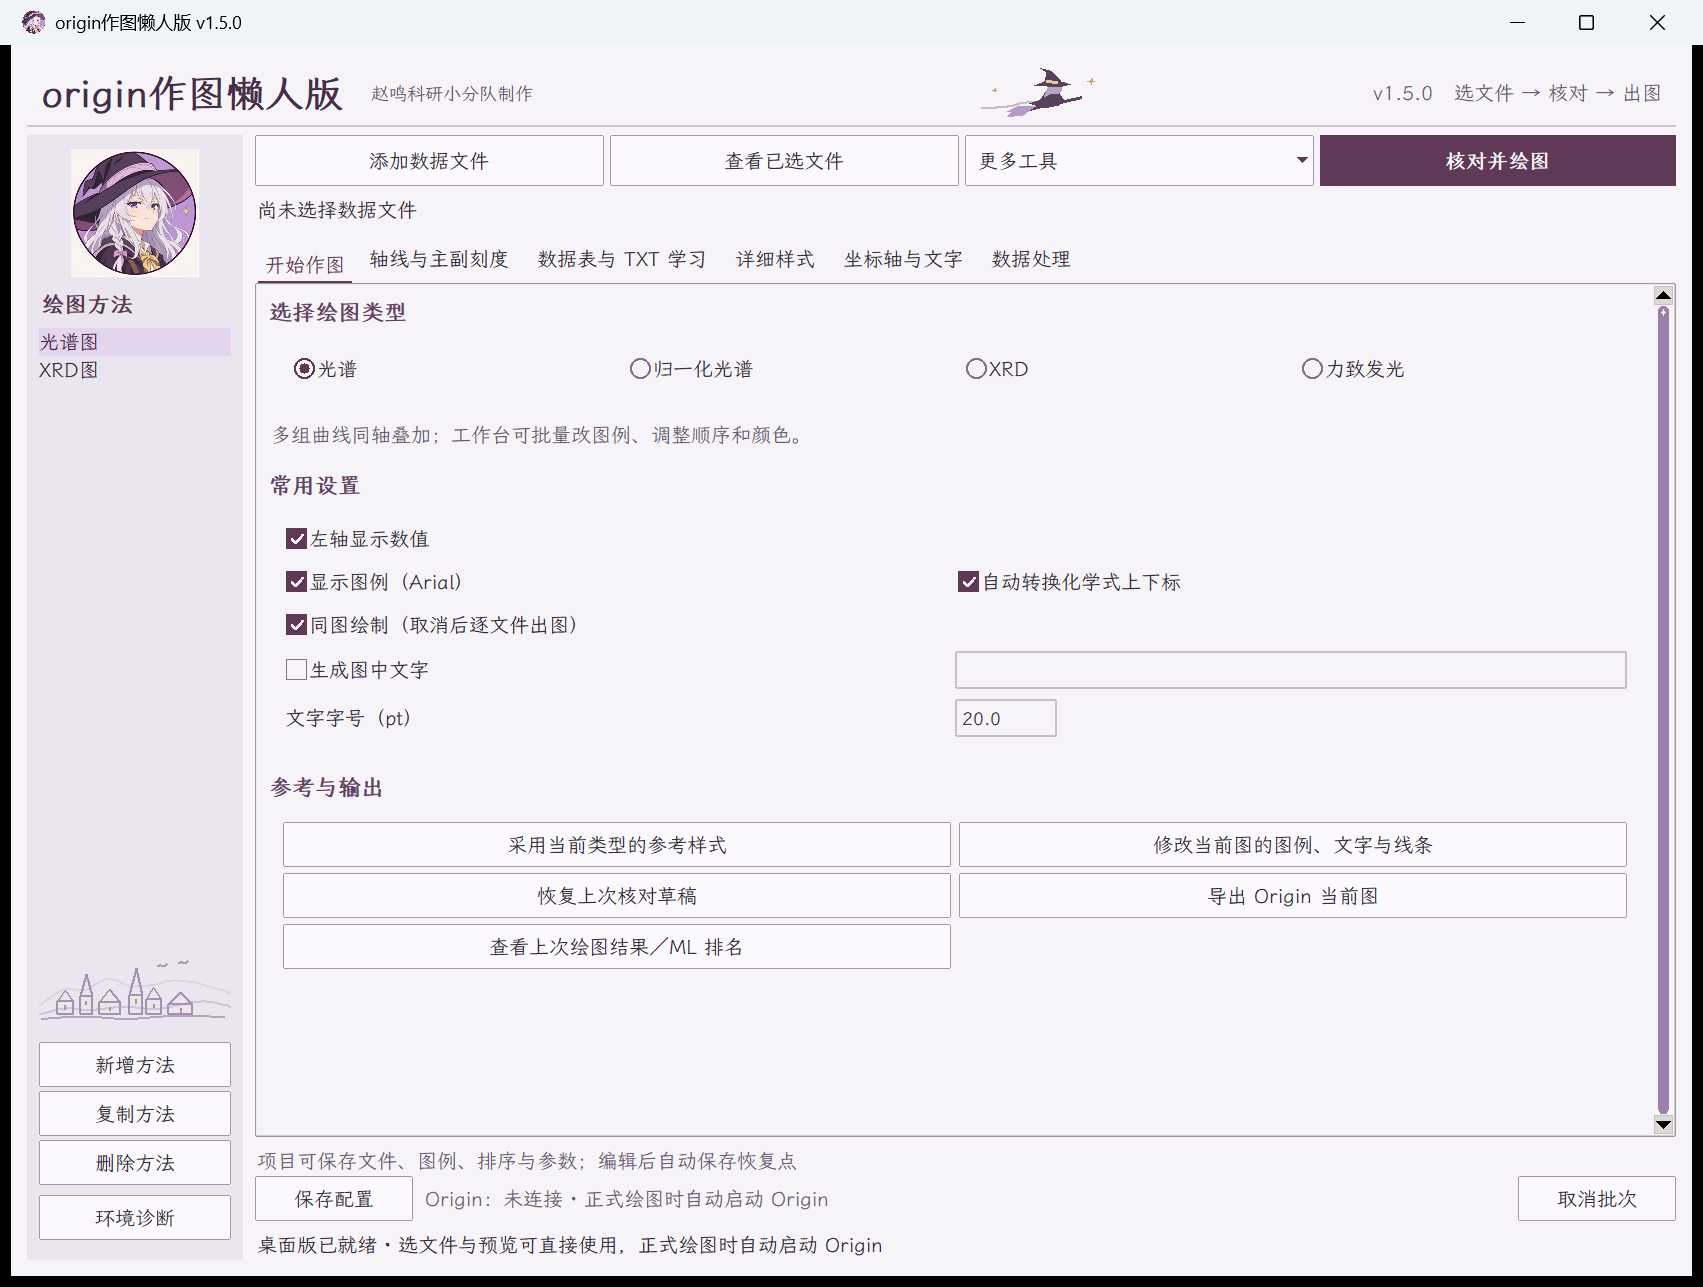 origin作图懒人版 v1.5.0
origin作图懒人版 赵鸣科研小分队制作 v1.5.0 选文件 → 核对 → 出图
绘图方法
光谱图
XRD图
新增方法
复制方法
删除方法
环境诊断
添加数据文件 查看已选文件 更多工具 核对并绘图
尚未选择数据文件
开始作图 轴线与主副刻度 数据表与 TXT 学习 详细样式 坐标轴与文字 数据处理
选择绘图类型
光谱 归一化光谱 XRD 力致发光
多组曲线同轴叠加；工作台可批量改图例、调整顺序和颜色。
常用设置
左轴显示数值
显示图例（Arial） 自动转换化学式上下标
同图绘制（取消后逐文件出图）
生成图中文字
文字字号（pt） 20.0
参考与输出
采用当前类型的参考样式 修改当前图的图例、文字与线条
恢复上次核对草稿 导出 Origin 当前图
查看上次绘图结果／ML 排名
项目可保存文件、图例、排序与参数；编辑后自动保存恢复点
保存配置 Origin：未连接・正式绘图时自动启动 Origin 取消批次
桌面版已就绪・选文件与预览可直接使用，正式绘图时自动启动 Origin